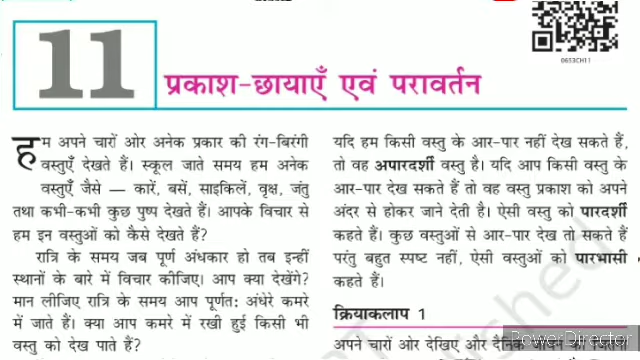 0653CH11
11
प्रकाश-छायाएँ एवं परावर्तन
हम अपने चारों ओर अनेक प्रकार की रंग-बिरंगी
वस्तुएँ देखते हैं। स्कूल जाते समय हम अनेक
वस्तुएँ जैसे — कारें, बसें, साइकिलें, वृक्ष, जंतु
तथा कभी-कभी कुछ पुष्प देखते हैं। आपके विचार से
हम इन वस्तुओं को कैसे देखते हैं?
रात्रि के समय जब पूर्ण अंधकार हो तब इन्हीं
स्थानों के बारे में विचार कीजिए। आप क्या देखेंगे?
मान लीजिए रात्रि के समय आप पूर्णतः अंधेरे कमरे
में जाते हैं। क्या आप कमरे में रखी हुई किसी भी
वस्तु को देख पाते हैं?
यदि हम किसी वस्तु के आर-पार नहीं देख सकते हैं,
तो वह अपारदर्शी वस्तु है। यदि आप किसी वस्तु के
आर-पार देख सकते हैं तो वह वस्तु प्रकाश को अपने
अंदर से होकर जाने देती है। ऐसी वस्तु को पारदर्शी
कहते हैं। कुछ वस्तुओं से आर-पार देख तो सकते हैं
परंतु बहुत स्पष्ट नहीं, ऐसी वस्तुओं को पारभासी
कहते हैं।
क्रियाकलाप 1
अपने चारों ओर देखिए और दैनिक
PowerDirector